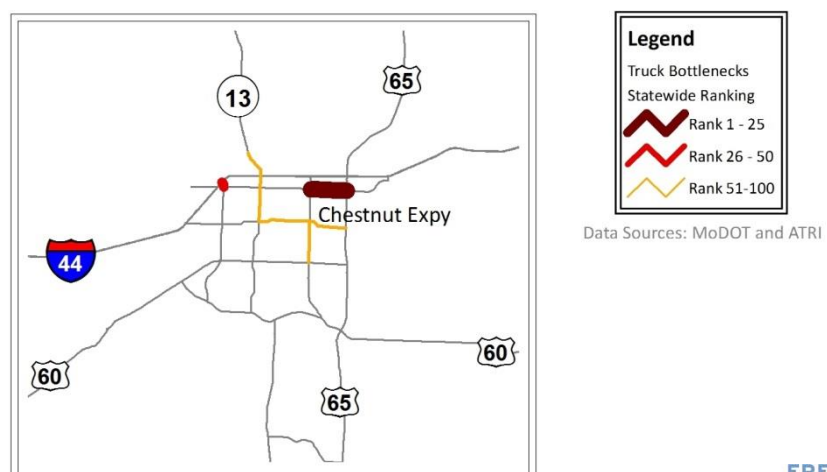 13
65
Chestnut Expy
44
60
60
65
Legend
Truck Bottlenecks
Statewide Ranking
Rank 1 - 25
Rank 26 - 50
Rank 51-100
Data Sources: MoDOT and ATRI